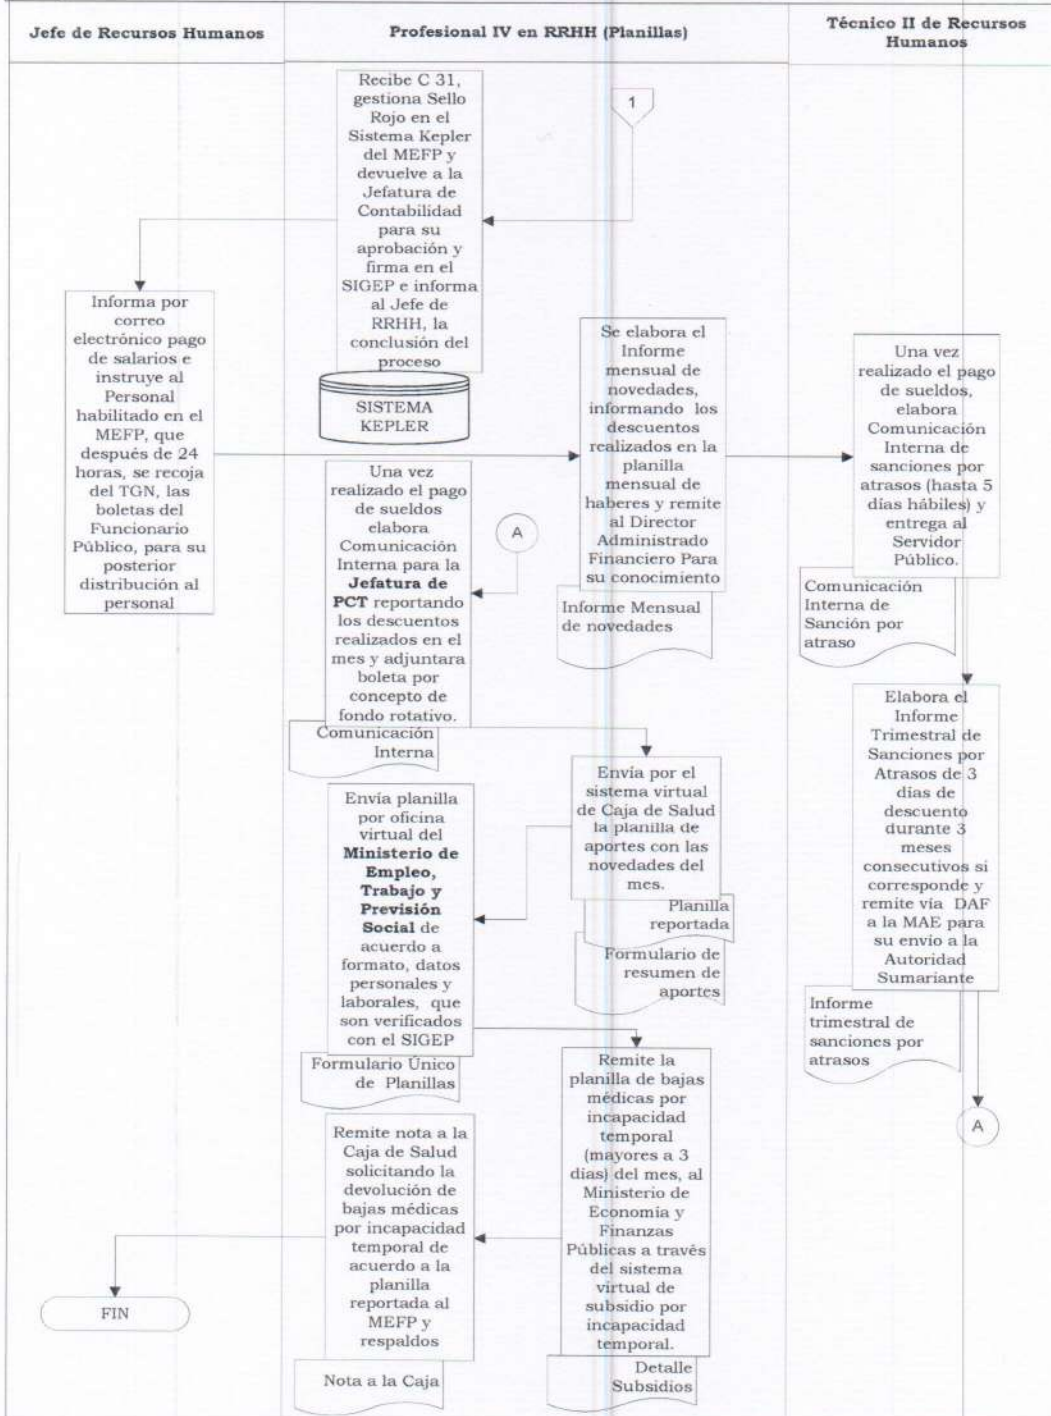 Jefe de Recursos Humanos
Profesional IV en RRHH (Planillas)
Técnico II de Recursos
Humanos
Recibe C 31,
gestiona Sello
Rojo en el
Sistema Kepler
del MEFP y
devuelve a la
Jefatura de
Contabilidad
para su
aprobación y
firma en el
SIGEP e informa
al Jefe de
RRHH, la
conclusión del
proceso
1
SISTEMA
KEPLER
Informa por
correo
electrónico pago
de salarios e
instruye al
Personal
habilitado en el
MEFP, que
después de 24
horas, se recoja
del TGN, las
boletas del
Funcionario
Público, para su
posterior
distribución al
personal
Se elabora el
Informe
mensual de
novedades,
informando los
descuentos
realizados en la
planilla
mensual de
haberes y remite
al Director
Administrado
Financiero Para
su conocimiento
Informe Mensual
de novedades
Una vez
realizado el pago
de sueldos,
elabora
Comunicación
Interna de
sanciones por
atrasos (hasta 5
días hábiles) y
entrega al
Servidor
Público.
Comunicación
Interna de
Sanción por
atraso
Elabora el
Informe
Trimestral de
Sanciones por
Atrasos de 3
días de
descuento
durante 3
meses
consecutivos si
corresponde y
remite vía DAF
a la MAE para
su envío a la
Autoridad
Sumariante
Informe
trimestral de
sanciones por
atrasos
A
A
Una vez
realizado el pago
de sueldos
elabora
Comunicación
Interna para la
Jefatura de
PCT reportando
los descuentos
realizados en el
mes y adjuntara
boleta por
concepto de
fondo rotativo.
Comunicación
Interna
Envía por el
sistema virtual
de Caja de Salud
la planilla de
aportes con las
novedades del
mes.
Planilla
reportada
Formulario de
resumen de
aportes
Envía planilla
por oficina
virtual del
Ministerio de
Empleo,
Trabajo y
Previsión
Social de
acuerdo a
formato, datos
personales y
laborales, que
son verificados
con el SIGEP
Formulario Único
de Planillas
Remite la
planilla de bajas
médicas por
incapacidad
temporal
(mayores a 3
días) del mes, al
Ministerio de
Economía y
Finanzas
Públicas a través
del sistema
virtual de
subsidio por
incapacidad
temporal.
Detalle
Subsidios
Remite nota a la
Caja de Salud
solicitando la
devolución de
bajas médicas
por incapacidad
temporal de
acuerdo a la
planilla
reportada al
MEFP y
respaldos
Nota a la Caja
FIN